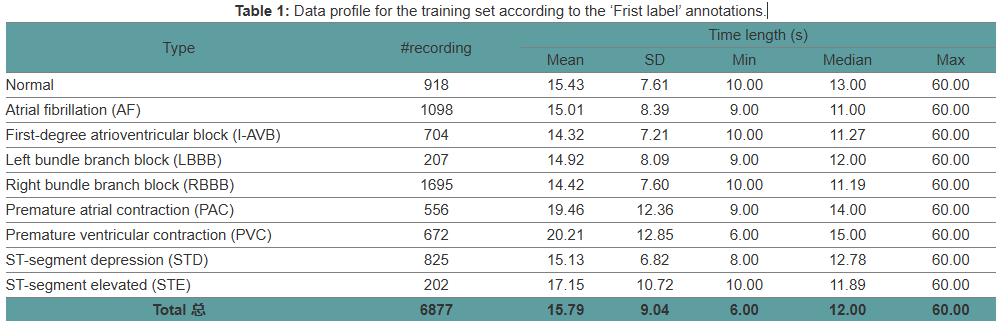 Table 1: Data profile for the training set according to the ‘Frist label’ annotations.
Type #recording Time length (s)
Mean SD Min Median Max
Normal 918 15.43 7.61 10.00 13.00 60.00
Atrial fibrillation (AF) 1098 15.01 8.39 9.00 11.00 60.00
First-degree atrioventricular block (I-AVB) 704 14.32 7.21 10.00 11.27 60.00
Left bundle branch block (LBBB) 207 14.92 8.09 9.00 12.00 60.00
Right bundle branch block (RBBB) 1695 14.42 7.60 10.00 11.19 60.00
Premature atrial contraction (PAC) 556 19.46 12.36 9.00 14.00 60.00
Premature ventricular contraction (PVC) 672 20.21 12.85 6.00 15.00 60.00
ST-segment depression (STD) 825 15.13 6.82 8.00 12.78 60.00
ST-segment elevated (STE) 202 17.15 10.72 10.00 11.89 60.00
Total 总 6877 15.79 9.04 6.00 12.00 60.00